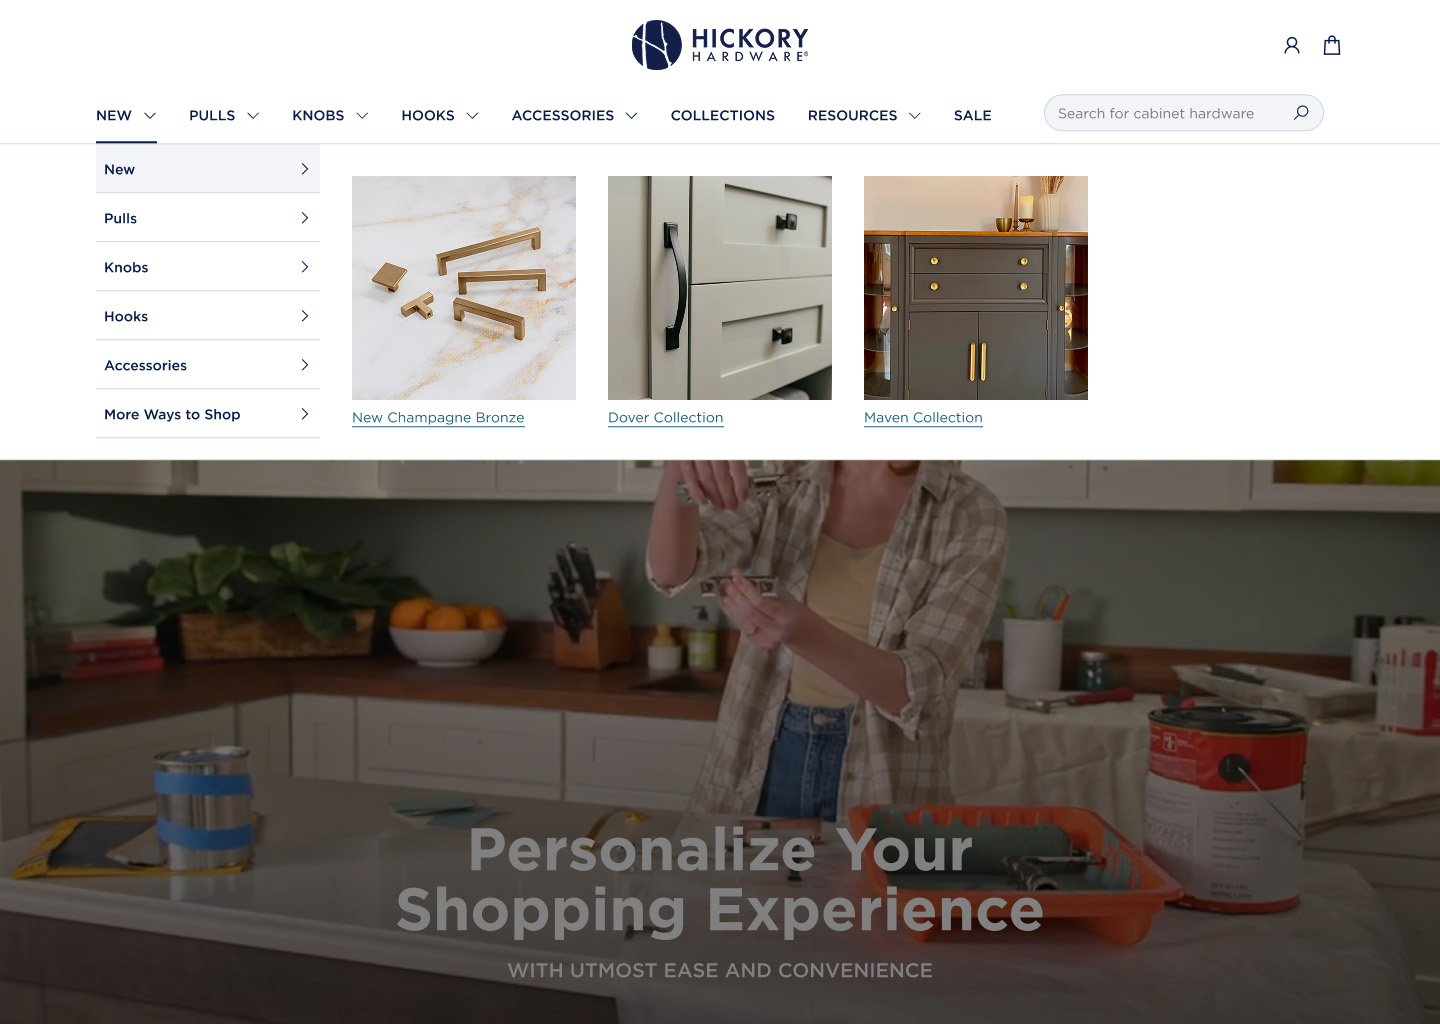 HICKORY
HARDWARE®
NEW
PULLS
KNOBS
HOOKS
ACCESSORIES
COLLECTIONS
RESOURCES
SALE
Search for cabinet hardware
New
Pulls
Knobs
Hooks
Accessories
More Ways to Shop
New Champagne Bronze
Dover Collection
Maven Collection
Personalize Your
Shopping Experience
WITH UTMOST EASE AND CONVENIENCE